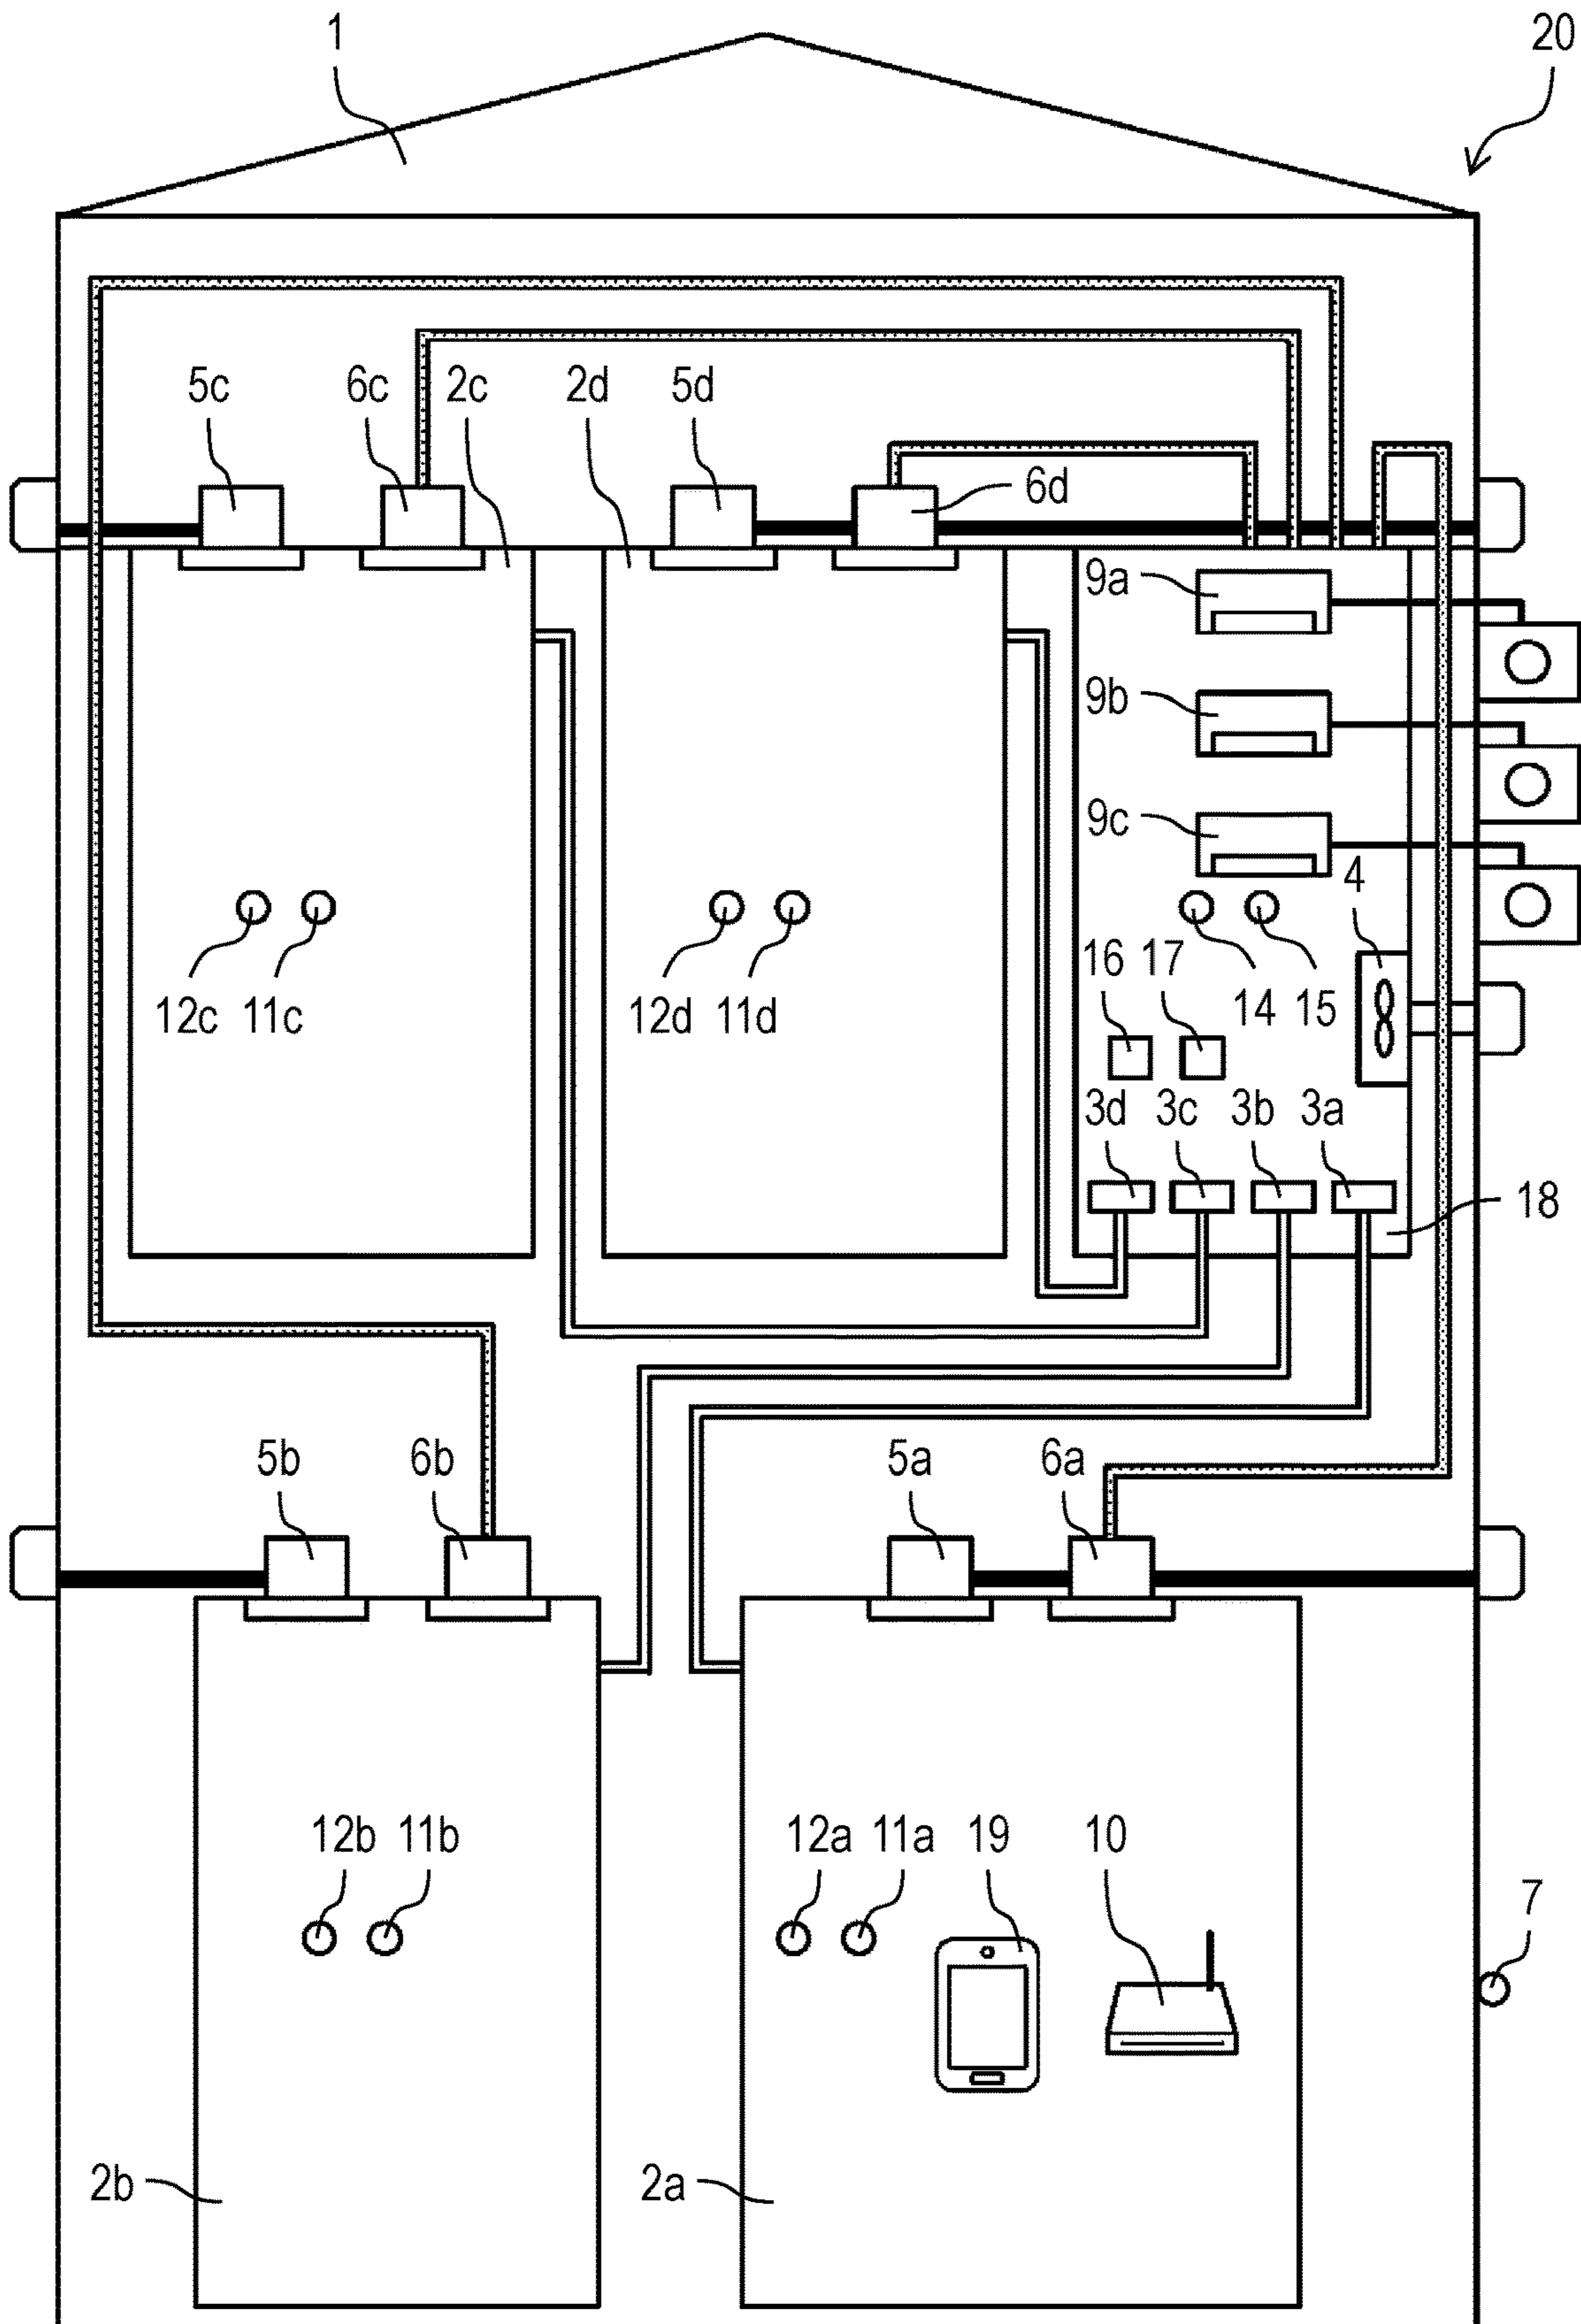 1 20
5c 6c 2c 2d 5d
6d
9a
9b
9c
4
16 17
12c 11c 12d 11d 14 15
3d 3c 3b 3a
18
5b 6b 5a 6a
12b 11b 12a 11a 19 10
7
2b 2a